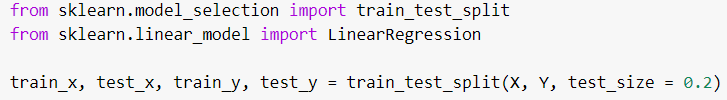 from sklearn.model_selection import train_test_split
from sklearn.linear_model import LinearRegression
train_x, test_x, train_y, test_y = train_test_split(X, Y, test_size = 0.2)